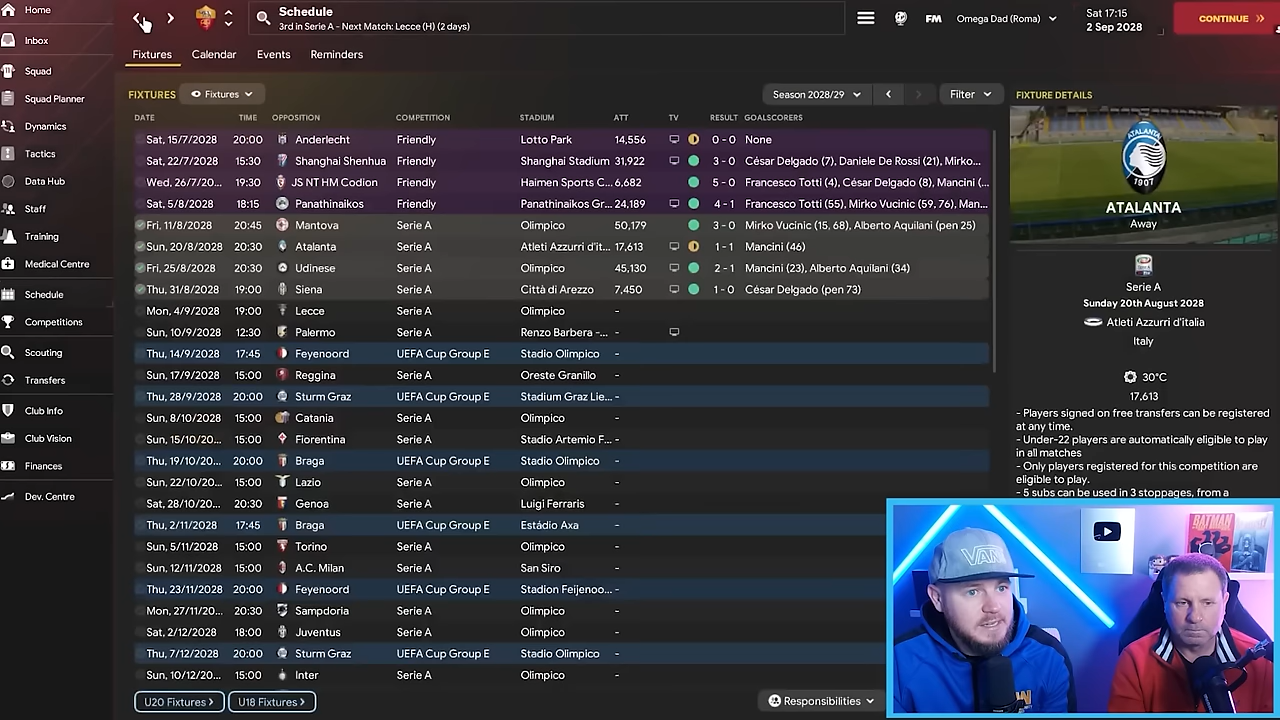 Home
Inbox
Squad
Squad Planner
Dynamics
Tactics
Data Hub
Staff
Training
Medical Centre
Schedule
Competitions
Scouting
Transfers
Club Info
Club Vision
Finances
Dev. Centre
Schedule
3rd in Serie A - Next Match: Lecce (H) (2 days)
FM
Omega Dad (Roma)
Sat 17:15
2 Sep 2028
CONTINUE
Fixtures Calendar Events Reminders
FIXTURES Fixtures Season 2028/29 Filter
DATE TIME OPPOSITION COMPETITION STADIUM ATT TV RESULT GOALSCORERS
Sat, 15/7/2028 20:00 Anderlecht Friendly Lotto Park 14,556 0 - 0 None
Sat, 22/7/2028 15:30 Shanghai Shenhua Friendly Shanghai Stadium 31,922 3 - 0 César Delgado (7), Daniele De Rossi (21), Mirko...
Wed, 26/7/20... 19:30 JS NT HM Codion Friendly Haimen Sports C... 6,682 5 - 0 Francesco Totti (4), César Delgado (8), Mancini (...
Sat, 5/8/2028 18:15 Panathinaikos Friendly Panathinaikos Gr... 24,189 4 - 1 Francesco Totti (55), Mirko Vucinic (59, 76), Man...
Fri, 11/8/2028 20:45 Mantova Serie A Olimpico 50,179 3 - 0 Mirko Vucinic (15, 68), Alberto Aquilani (pen 25)
Sun, 20/8/2028 20:30 Atalanta Serie A Atleti Azzurri d'it... 17,613 1 - 1 Mancini (46)
Fri, 25/8/2028 20:30 Udinese Serie A Olimpico 45,130 2 - 1 Mancini (23), Alberto Aquilani (34)
Thu, 31/8/2028 19:00 Siena Serie A Città di Arezzo 7,450 1 - 0 César Delgado (pen 73)
Mon, 4/9/2028 19:00 Lecce Serie A Olimpico -
Sun, 10/9/2028 12:30 Palermo Serie A Renzo Barbera -... -
Thu, 14/9/2028 17:45 Feyenoord UEFA Cup Group E Stadio Olimpico -
Sun, 17/9/2028 15:00 Reggina Serie A Oreste Granillo -
Thu, 28/9/2028 20:00 Sturm Graz UEFA Cup Group E Stadium Graz Lie... -
Sun, 8/10/2028 15:00 Catania Serie A Olimpico -
Sun, 15/10/20... 15:00 Fiorentina Serie A Stadio Artemio F... -
Thu, 19/10/20... 20:00 Braga UEFA Cup Group E Stadio Olimpico -
Sun, 22/10/20... 15:00 Lazio Serie A Olimpico -
Sat, 28/10/20... 20:30 Genoa Serie A Luigi Ferraris -
Thu, 2/11/2028 17:45 Braga UEFA Cup Group E Estádio Axa -
Sun, 5/11/2028 15:00 Torino Serie A Olimpico -
Sun, 12/11/2028 15:00 A.C. Milan Serie A San Siro -
Thu, 23/11/2028 20:00 Feyenoord UEFA Cup Group E Stadion Feijenoo... -
Mon, 27/11/20... 20:30 Sampdoria Serie A Olimpico -
Sat, 2/12/2028 18:00 Juventus Serie A Olimpico -
Thu, 7/12/2028 20:00 Sturm Graz UEFA Cup Group E Stadio Olimpico -
Sun, 10/12/20... 15:00 Inter Serie A Olimpico -
U20 Fixtures U18 Fixtures Responsibilities
FIXTURE DETAILS
ATALANTA
1907
ATALANTA
Away
Serie A
Sunday 20th August 2028
Atleti Azzurri d'italia
Italy
30°C
17,613
- Players signed on free transfers can be registered
at any time.
- Under-22 players are automatically eligible to play
in all matches
- Only players registered for this competition are
eligible to play.
- 5 subs can be used in 3 stoppages, from a
VANS
BATMAN